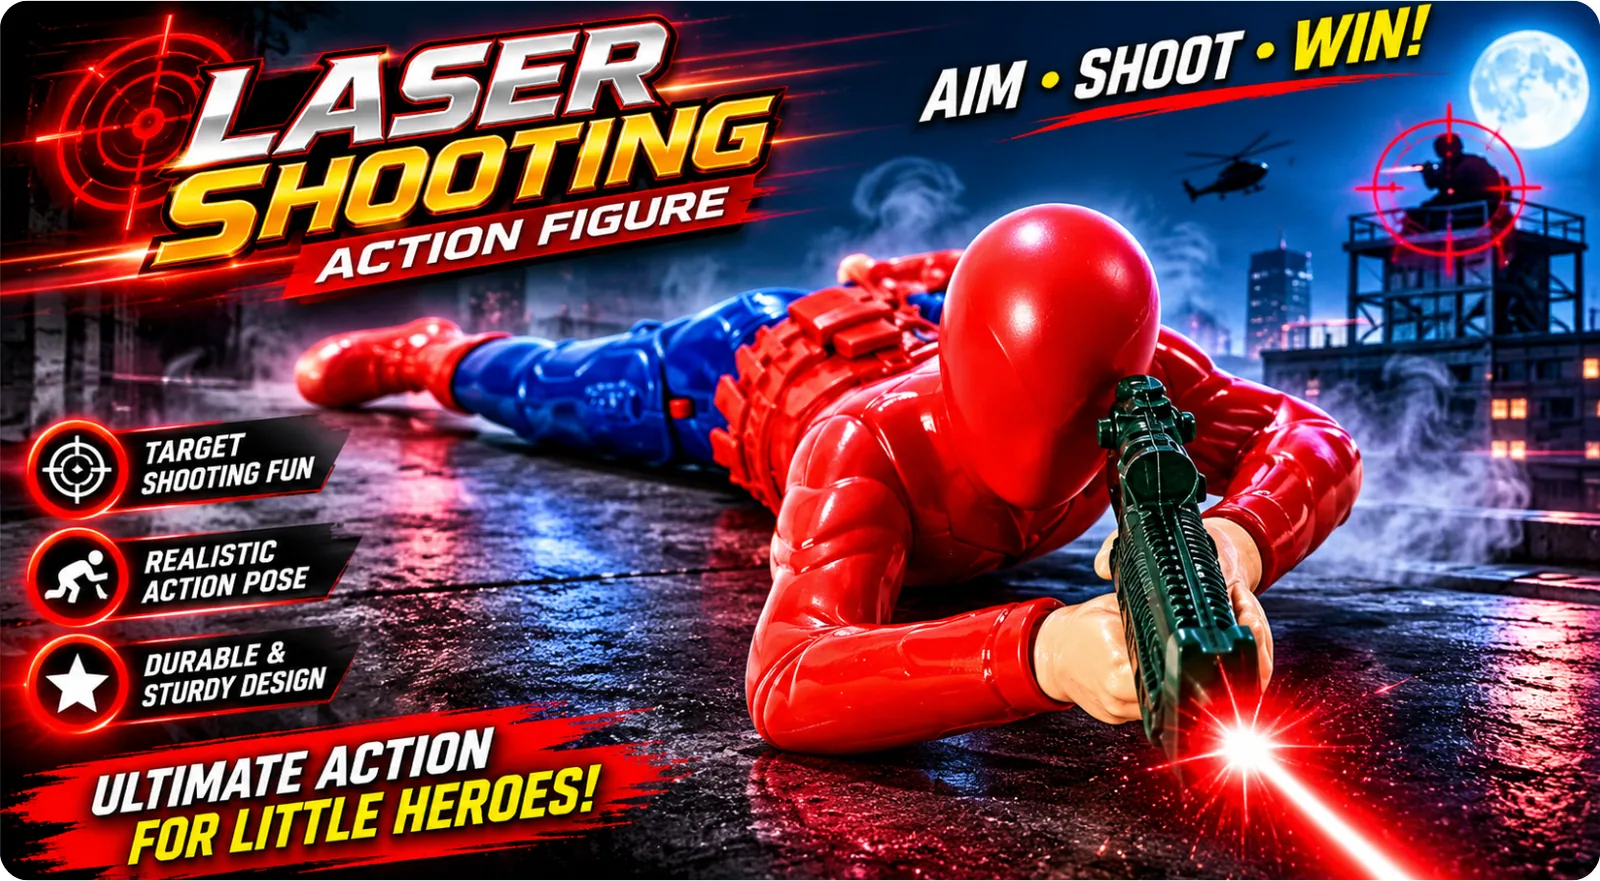 LASER
SHOOTING
ACTION FIGURE
AIM • SHOOT • WIN!
TARGET
SHOOTING FUN
REALISTIC
ACTION POSE
DURABLE &
STURDY DESIGN
ULTIMATE ACTION
FOR LITTLE HEROES!